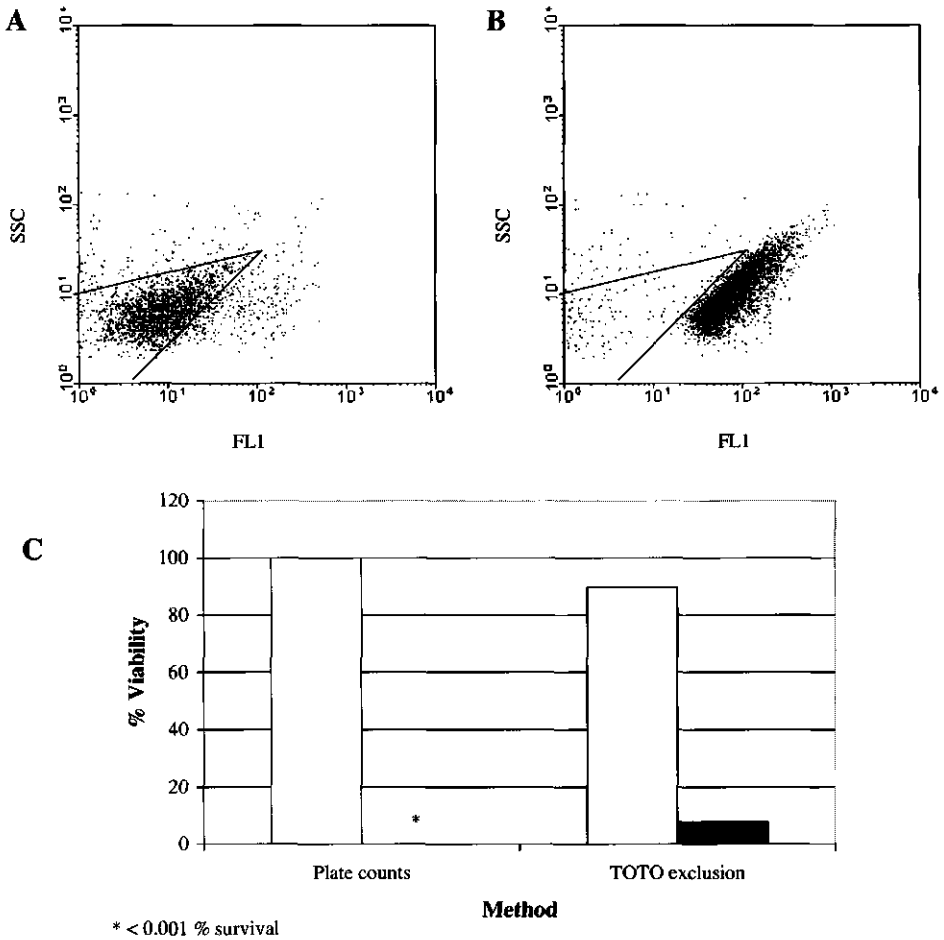 A
10⁴
10³
10²
10¹
10⁰
SSC
10⁰ 10¹ 10² 10³ 10⁴
FL1
B
10⁴
10³
10²
10¹
10⁰
SSC
10⁰ 10¹ 10² 10³ 10⁴
FL1
C
120
100
80
60
40
20
0
% Viability
*
Plate counts TOTO exclusion
Method
* < 0.001 % survival